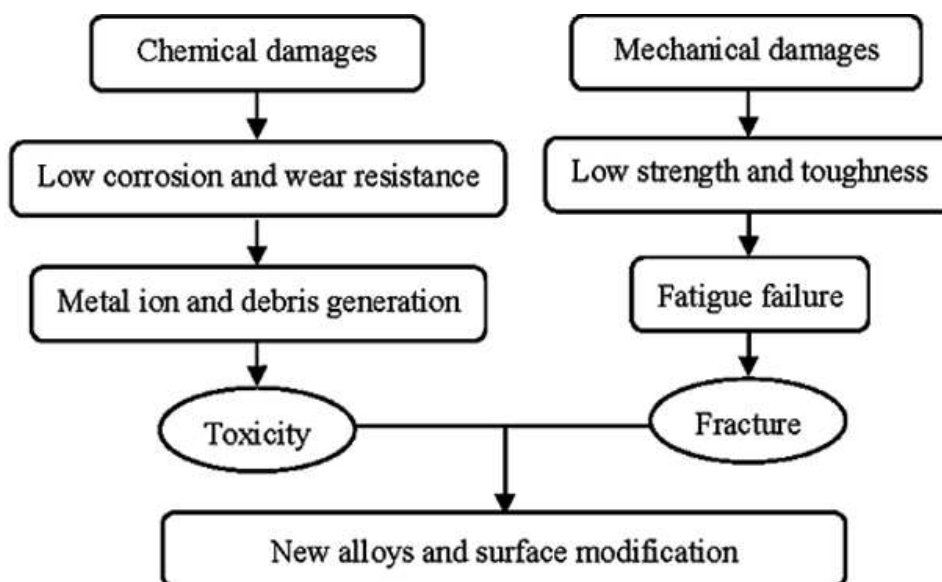 Chemical damages
Mechanical damages
Low corrosion and wear resistance
Low strength and toughness
Metal ion and debris generation
Fatigue failure
Toxicity
Fracture
New alloys and surface modification